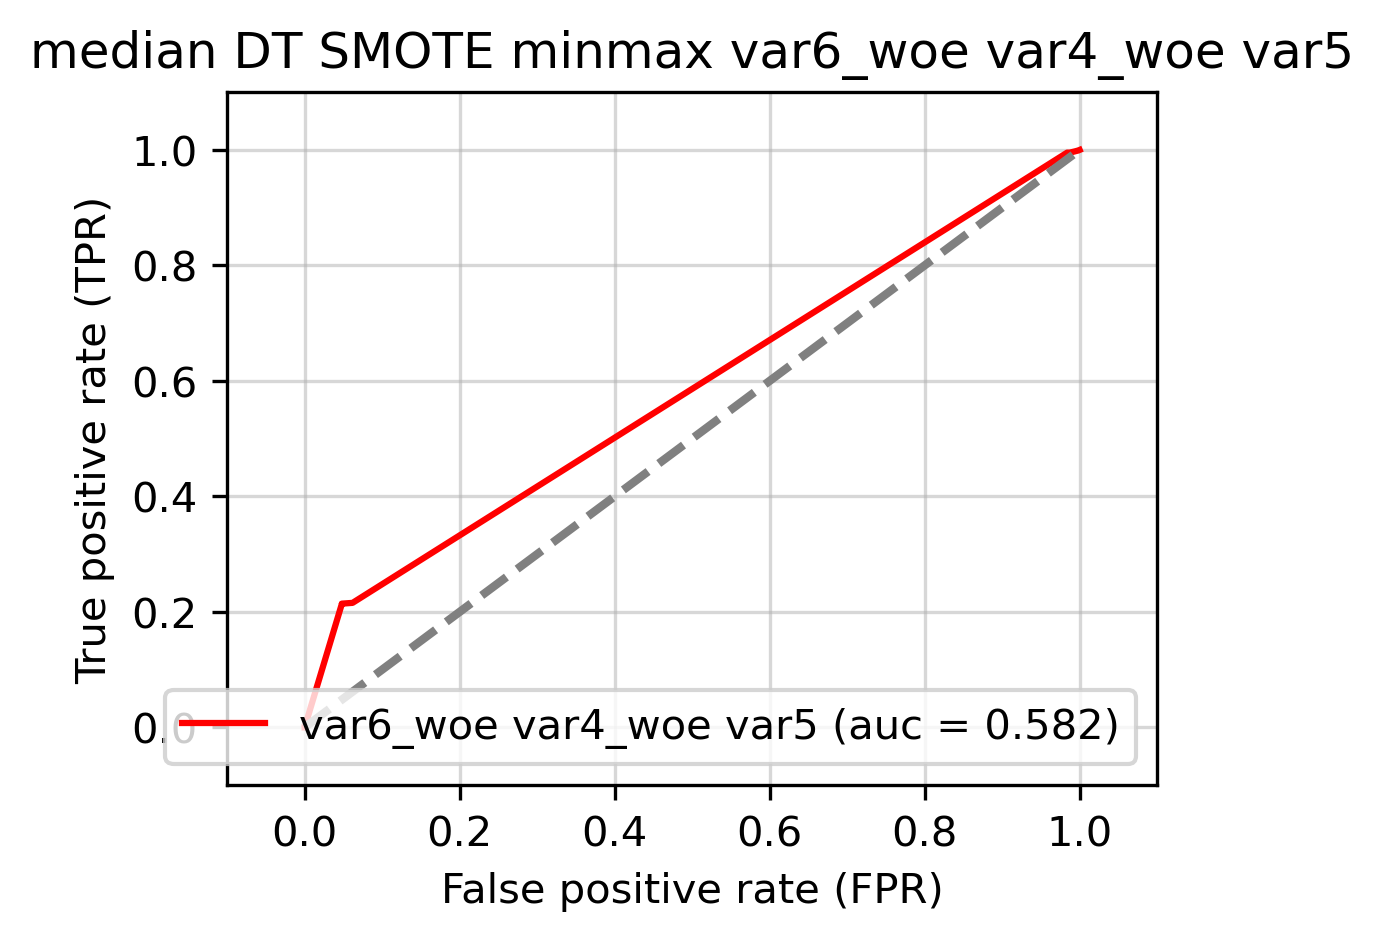 median DT SMOTE minmax var6_woe var4_woe var5
True positive rate (TPR)
1.0
0.8
0.6
0.4
0.2
0.0
var6_woe var4_woe var5 (auc = 0.582)
0.0 0.2 0.4 0.6 0.8 1.0
False positive rate (FPR)